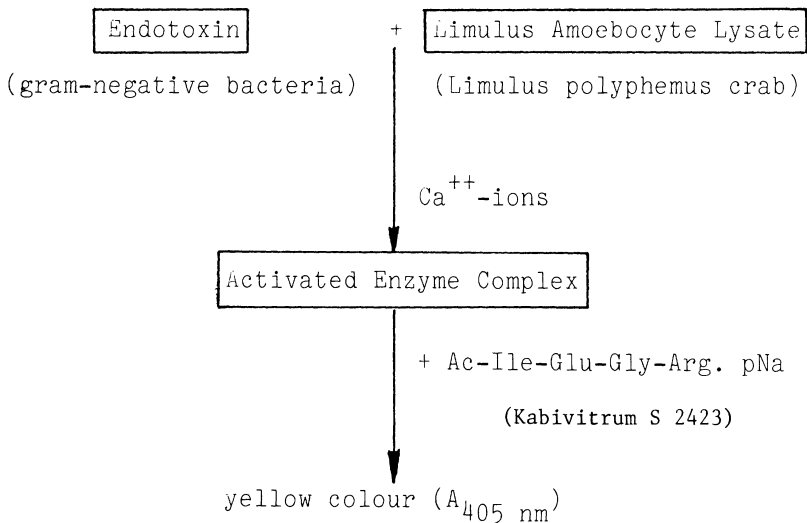 Endotoxin + Limulus Amoebocyte Lysate
(gram-negative bacteria) (Limulus polyphemus crab)
Ca++-ions
Activated Enzyme Complex
+ Ac-Ile-Glu-Gly-Arg. pNa
(Kabivitrum S 2423)
yellow colour (A405 nm)